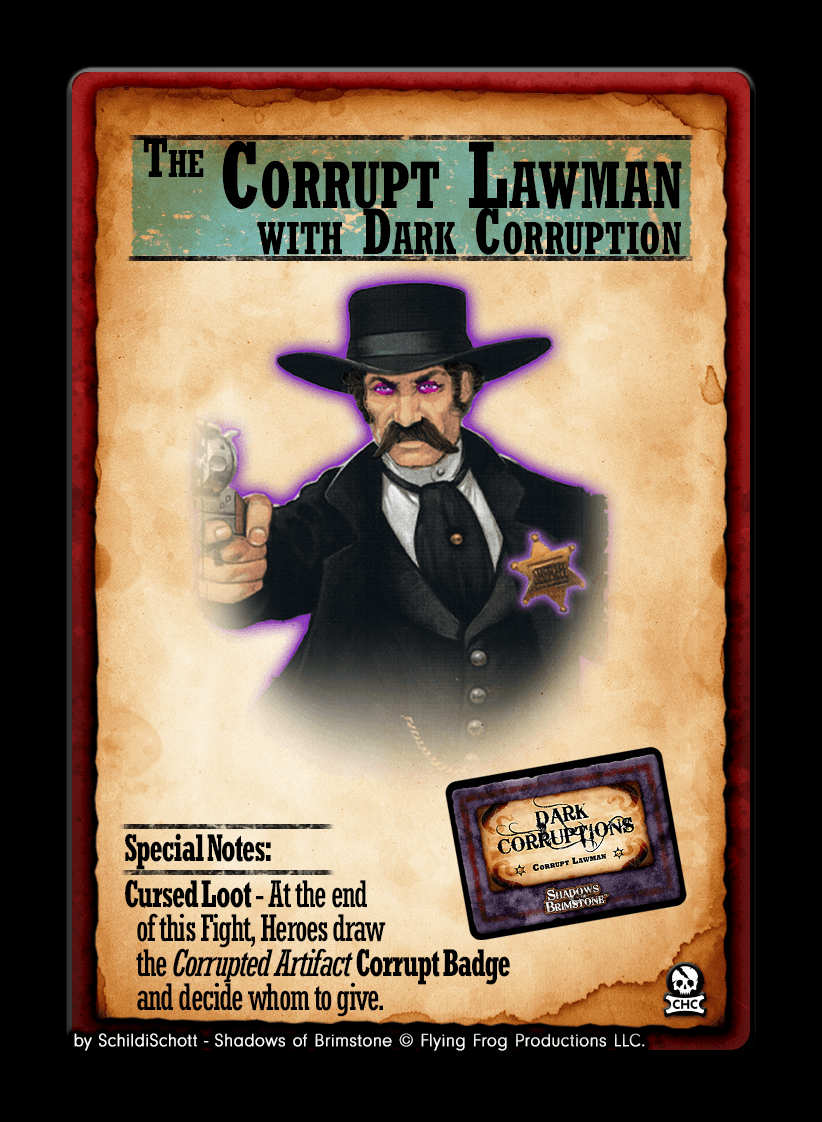 The Corrupt Lawman
with Dark Corruption
Dark
Corruptions
Corrupt Lawman
Shadows
of
Brimstone
Special Notes:
Cursed Loot - At the end
of this Fight, Heroes draw
the Corrupted Artifact Corrupt Badge
and decide whom to give.
CHC
by SchildiSchott - Shadows of Brimstone © Flying Frog Productions LLC.